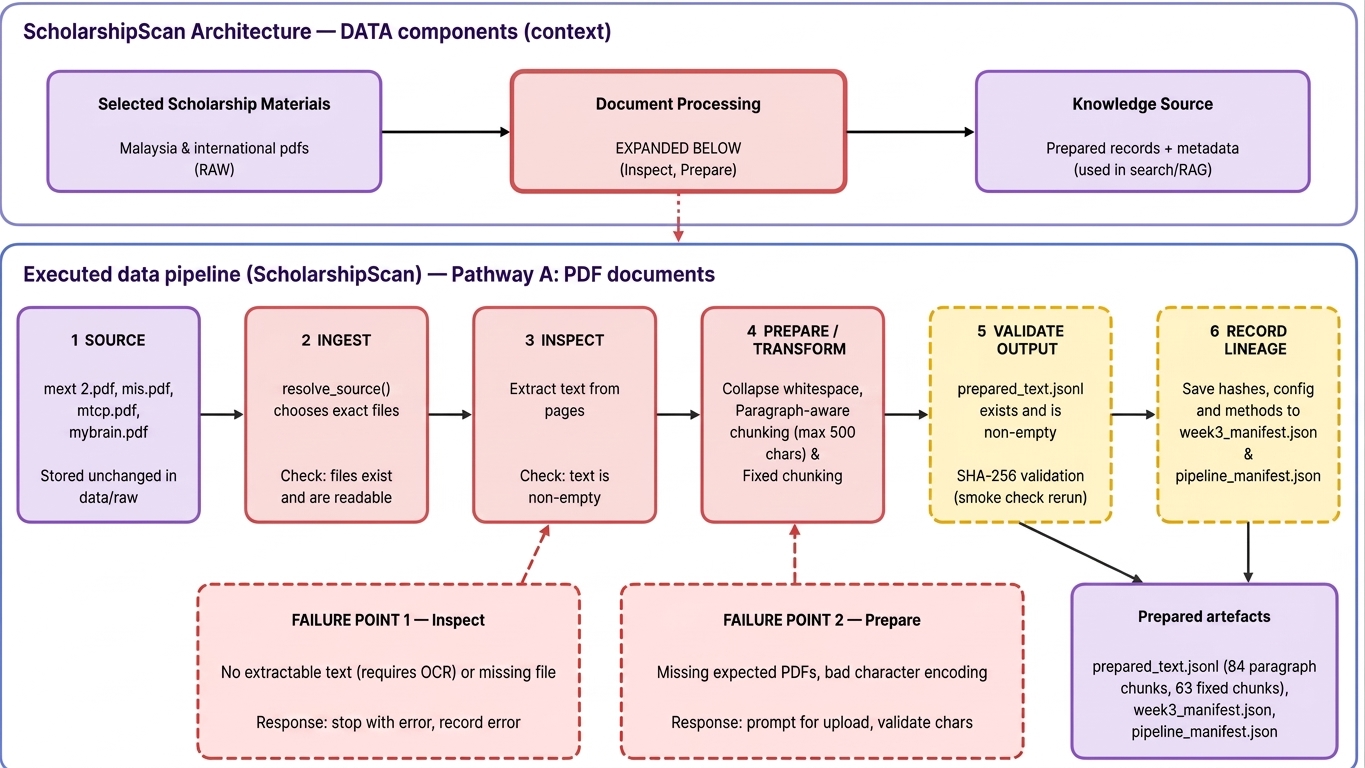 ScholarshipScan Architecture — DATA components (context)
Selected Scholarship Materials
Malaysia & international pdfs
(RAW)
Document Processing
EXPANDED BELOW
(Inspect, Prepare)
Knowledge Source
Prepared records + metadata
(used in search/RAG)
Executed data pipeline (ScholarshipScan) — Pathway A: PDF documents
1 SOURCE
mext 2.pdf, mis.pdf,
mtcp.pdf,
mybrain.pdf
Stored unchanged in
data/raw
2 INGEST
resolve_source()
chooses exact files
Check: files exist
and are readable
3 INSPECT
Extract text from
pages
Check: text is
non-empty
4 PREPARE /
TRANSFORM
Collapse whitespace,
Paragraph-aware
chunking (max 500
chars) &
Fixed chunking
5 VALIDATE
OUTPUT
prepared_text.jsonl
exists and is
non-empty
SHA-256 validation
(smoke check rerun)
6 RECORD
LINEAGE
Save hashes, config
and methods to
week3_manifest.json
&
pipeline_manifest.json
FAILURE POINT 1 — Inspect
No extractable text (requires OCR) or missing file
Response: stop with error, record error
FAILURE POINT 2 — Prepare
Missing expected PDFs, bad character encoding
Response: prompt for upload, validate chars
Prepared artefacts
prepared_text.jsonl (84 paragraph
chunks, 63 fixed chunks),
week3_manifest.json,
pipeline_manifest.json